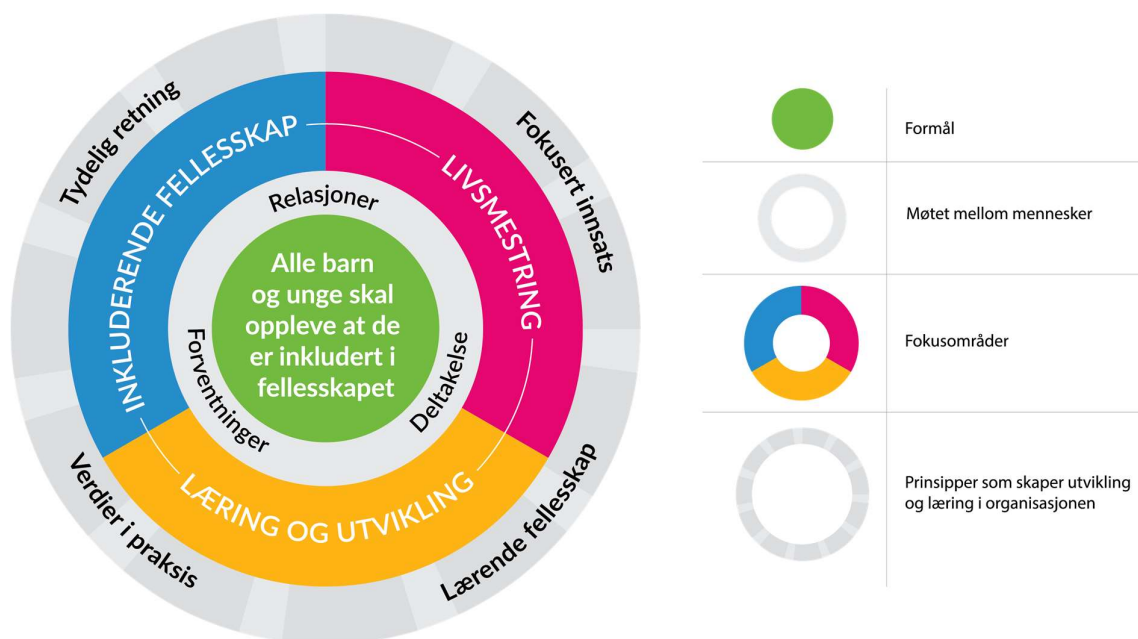 Tydelig retning
Fokusert innsats
Lærende fellesskap
Verdier i praksis
INKLUDERENDE FELLESSKAP
LIVSMESTRING
LÆRING OG UTVIKLING
Relasjoner
Deltakelse
Forventninger
Alle barn
og unge skal
oppleve at de
er inkludert i
fellesskapet
Formål
Møtet mellom mennesker
Fokusområder
Prinsipper som skaper utvikling
og læring i organisasjonen